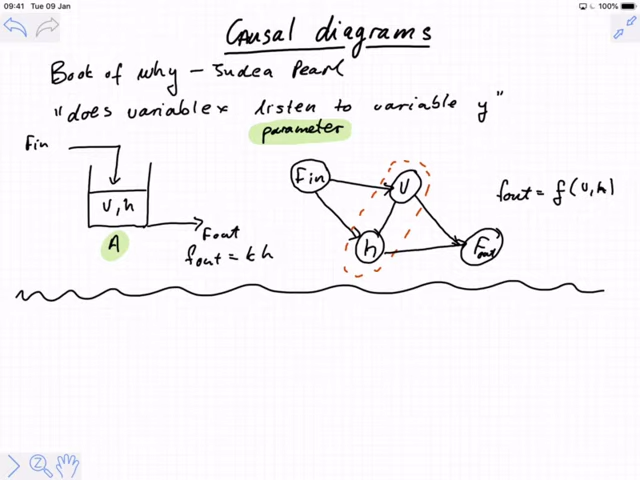 09:41 Tue 09 Jan
100%
Causal diagrams
Book of why - Judea Pearl
"does variable x listen to variable y"
parameter
Fin
V, h
A
Fout
fout = k h
Fin
V
h
Fout
fout = f(V, h)